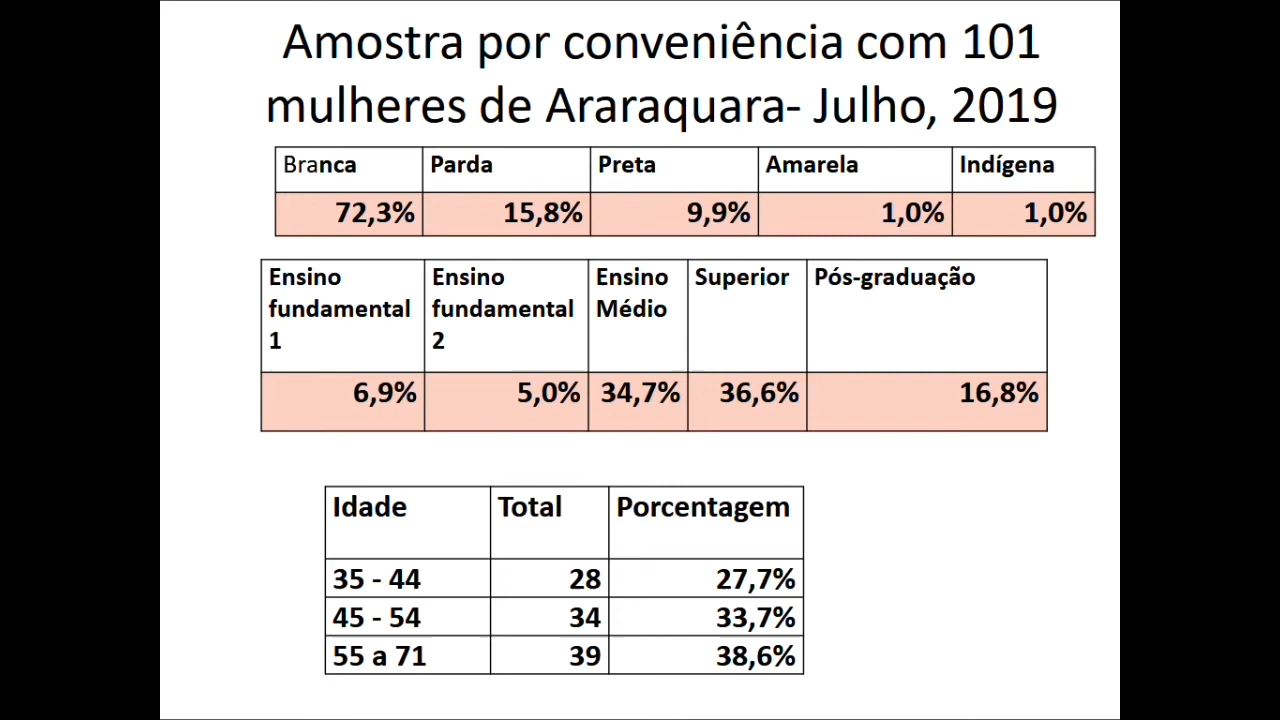 Amostra por conveniência com 101
mulheres de Araraquara- Julho, 2019
Branca Parda Preta Amarela Indígena
72,3% 15,8% 9,9% 1,0% 1,0%
Ensino fundamental 1 Ensino fundamental 2 Ensino Médio Superior Pós-graduação
6,9% 5,0% 34,7% 36,6% 16,8%
Idade Total Porcentagem
35 - 44 28 27,7%
45 - 54 34 33,7%
55 a 71 39 38,6%